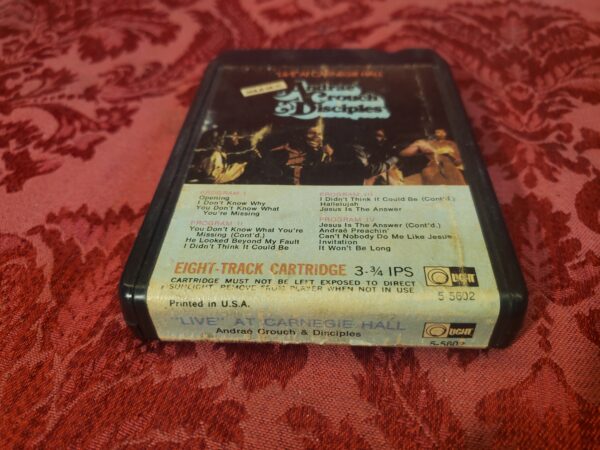 "LIVE" AT CARNEGIE HALL
Andraé
Crouch
& Disciples
PROGRAM I
Opening
I Don't Know Why
You Don't Know What
You're Missing
PROGRAM II
You Don't Know What You're
Missing (Cont'd.)
He Looked Beyond My Fault
I Didn't Think It Could Be
PROGRAM III
I Didn't Think It Could Be (Cont'd.)
Hallelujah
Jesus Is The Answer
PROGRAM IV
Jesus Is The Answer (Cont'd.)
Andraé Preachin'
Can't Nobody Do Me Like Jesus
Invitation
It Won't Be Long
EIGHT-TRACK CARTRIDGE 3-¾ IPS
CARTRIDGE MUST NOT BE LEFT EXPOSED TO DIRECT
SUNLIGHT. REMOVE FROM PLAYER WHEN NOT IN USE
LIGHT
5 5602
Printed in U.S.A.
"LIVE" AT CARNEGIE HALL
Andraé Crouch & Disciples
LIGHT
5-5602